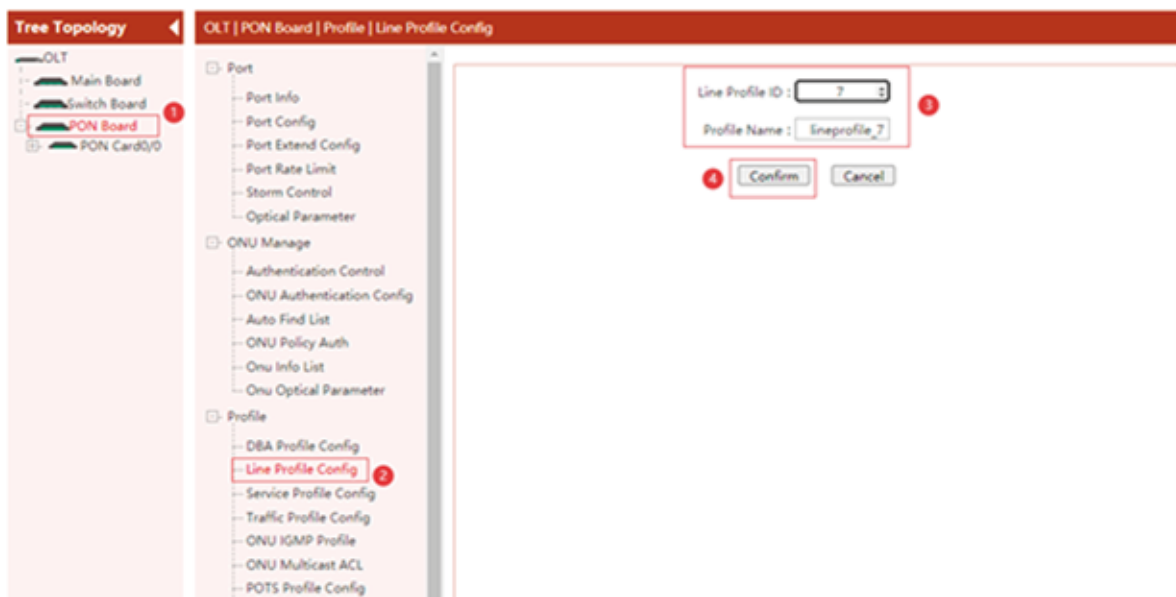 Tree Topology
OLT | PON Board | Profile | Line Profile Config
OLT
Main Board
Switch Board
1
PON Board
PON Card0/0
Port
Port Info
Port Config
Port Extend Config
Port Rate Limit
Storm Control
Optical Parameter
ONU Manage
Authentication Control
ONU Authentication Config
Auto Find List
ONU Policy Auth
Onu Info List
Onu Optical Parameter
Profile
DBA Profile Config
Line Profile Config
2
Service Profile Config
Traffic Profile Config
ONU IGMP Profile
ONU Multicast ACL
POTS Profile Config
Line Profile ID : 7
3
Profile Name : lineprofile_7
4 Confirm Cancel